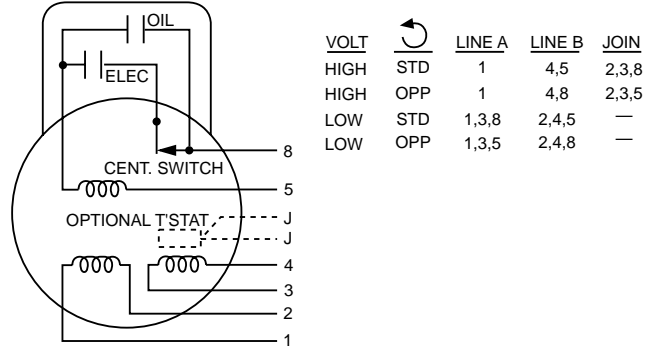 OIL
ELEC
CENT. SWITCH
8
5
OPTIONAL T'STAT
J
J
4
3
2
1
VOLT LINE A LINE B JOIN
HIGH STD 1 4,5 2,3,8
HIGH OPP 1 4,8 2,3,5
LOW STD 1,3,8 2,4,5 —
LOW OPP 1,3,5 2,4,8 —